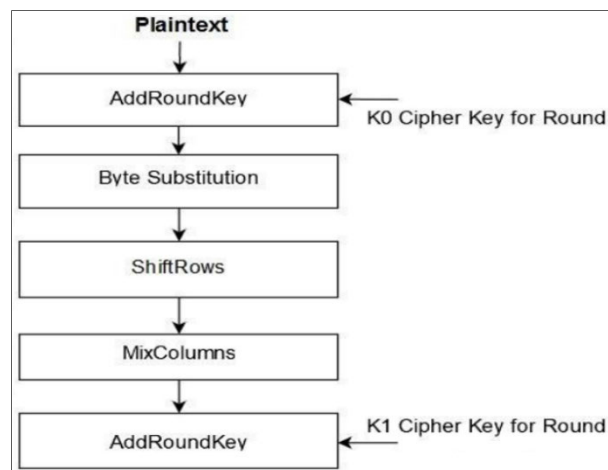 Plaintext
AddRoundKey
K0 Cipher Key for Round
Byte Substitution
ShiftRows
MixColumns
K1 Cipher Key for Round
AddRoundKey